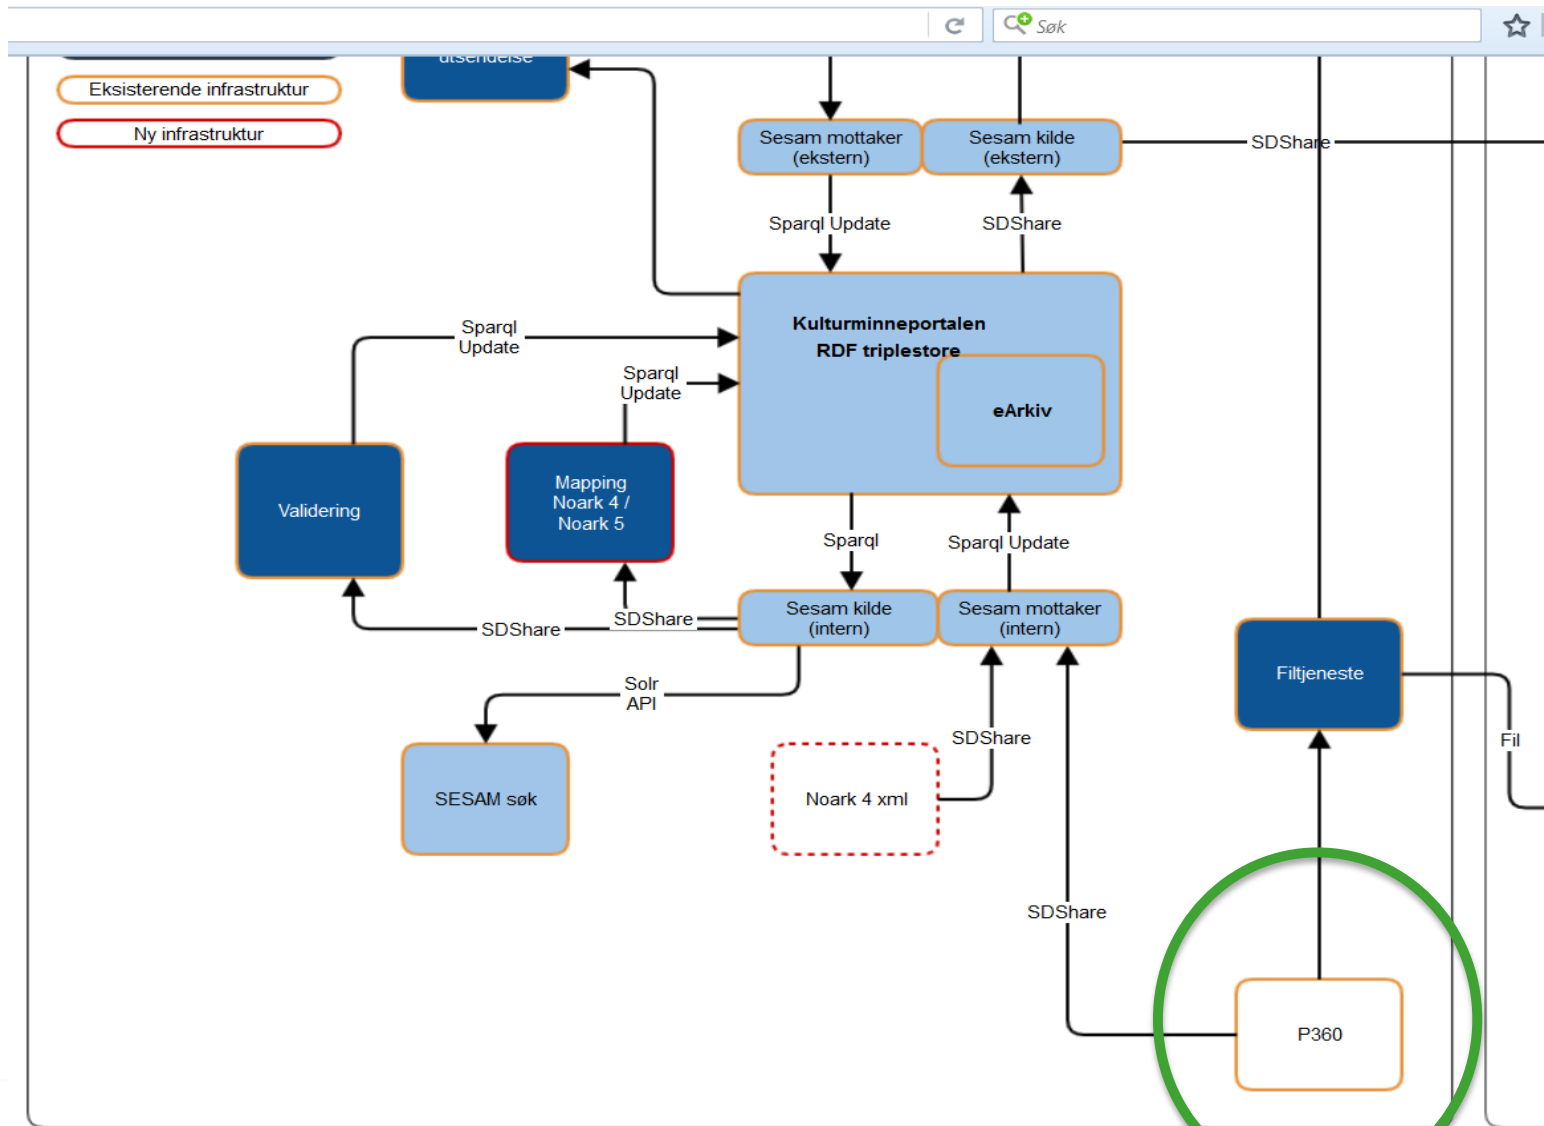 Søk
utsendelse
Eksisterende infrastruktur
Ny infrastruktur
Sesam mottaker
(ekstern)
Sesam kilde
(ekstern)
SDShare
Sparql Update
SDShare
Kulturminneportalen
RDF triplestore
eArkiv
Sparql
Update
Sparql
Update
Validering
Mapping
Noark 4 /
Noark 5
Sparql
Sparql Update
Sesam kilde
(intern)
Sesam mottaker
(intern)
SDShare
SDShare
Solr
API
SDShare
Filtjeneste
Fil
SESAM søk
Noark 4 xml
SDShare
P360